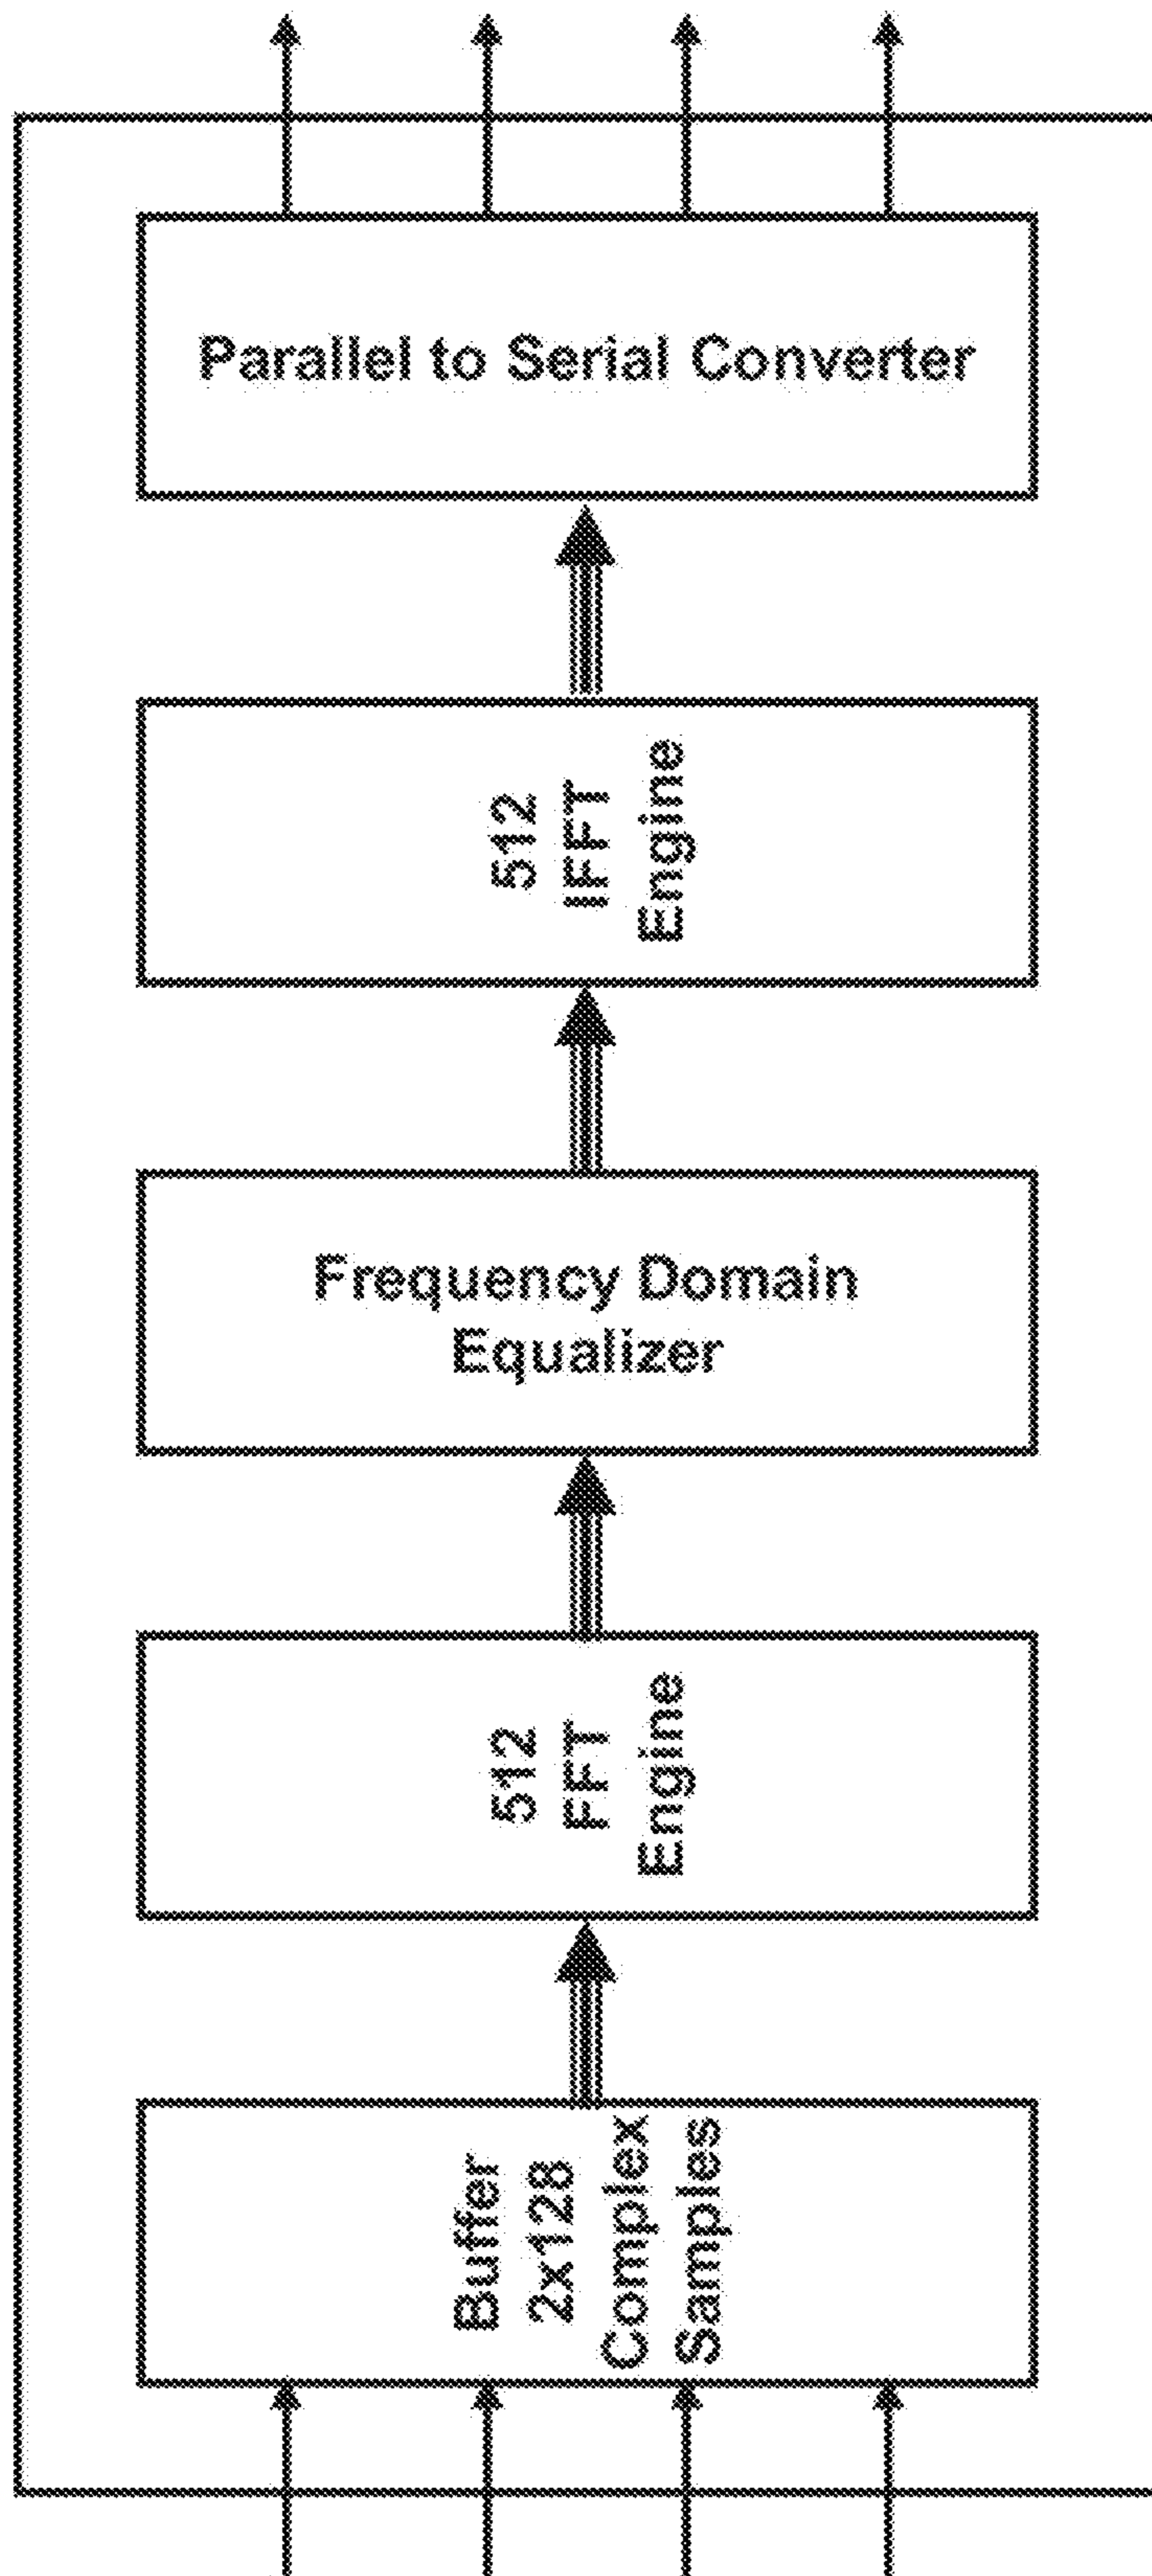 Parallel to Serial Converter
512
IFFT
Engine
Frequency Domain
Equalizer
512
FFT
Engine
Buffer
2x128
Complex
Samples